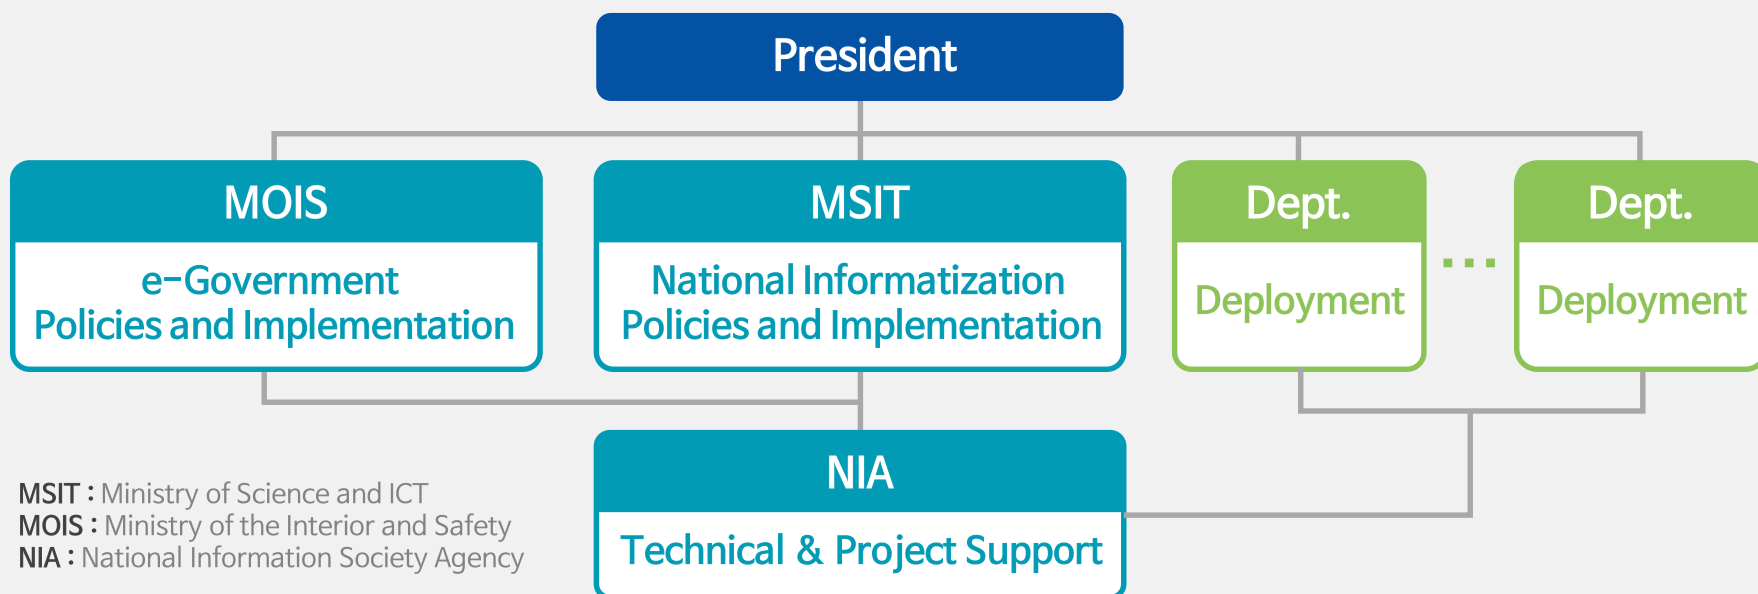 President
MOIS
e-Government
Policies and Implementation
MSIT
National Informatization
Policies and Implementation
Dept.
Deployment
...
Dept.
Deployment
NIA
Technical & Project Support
MSIT : Ministry of Science and ICT
MOIS : Ministry of the Interior and Safety
NIA : National Information Society Agency